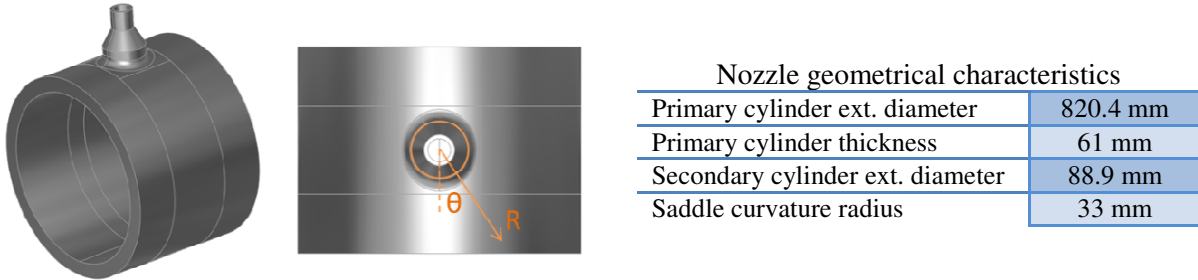 θ
R
Nozzle geometrical characteristics
Primary cylinder ext. diameter 820.4 mm
Primary cylinder thickness 61 mm
Secondary cylinder ext. diameter 88.9 mm
Saddle curvature radius 33 mm